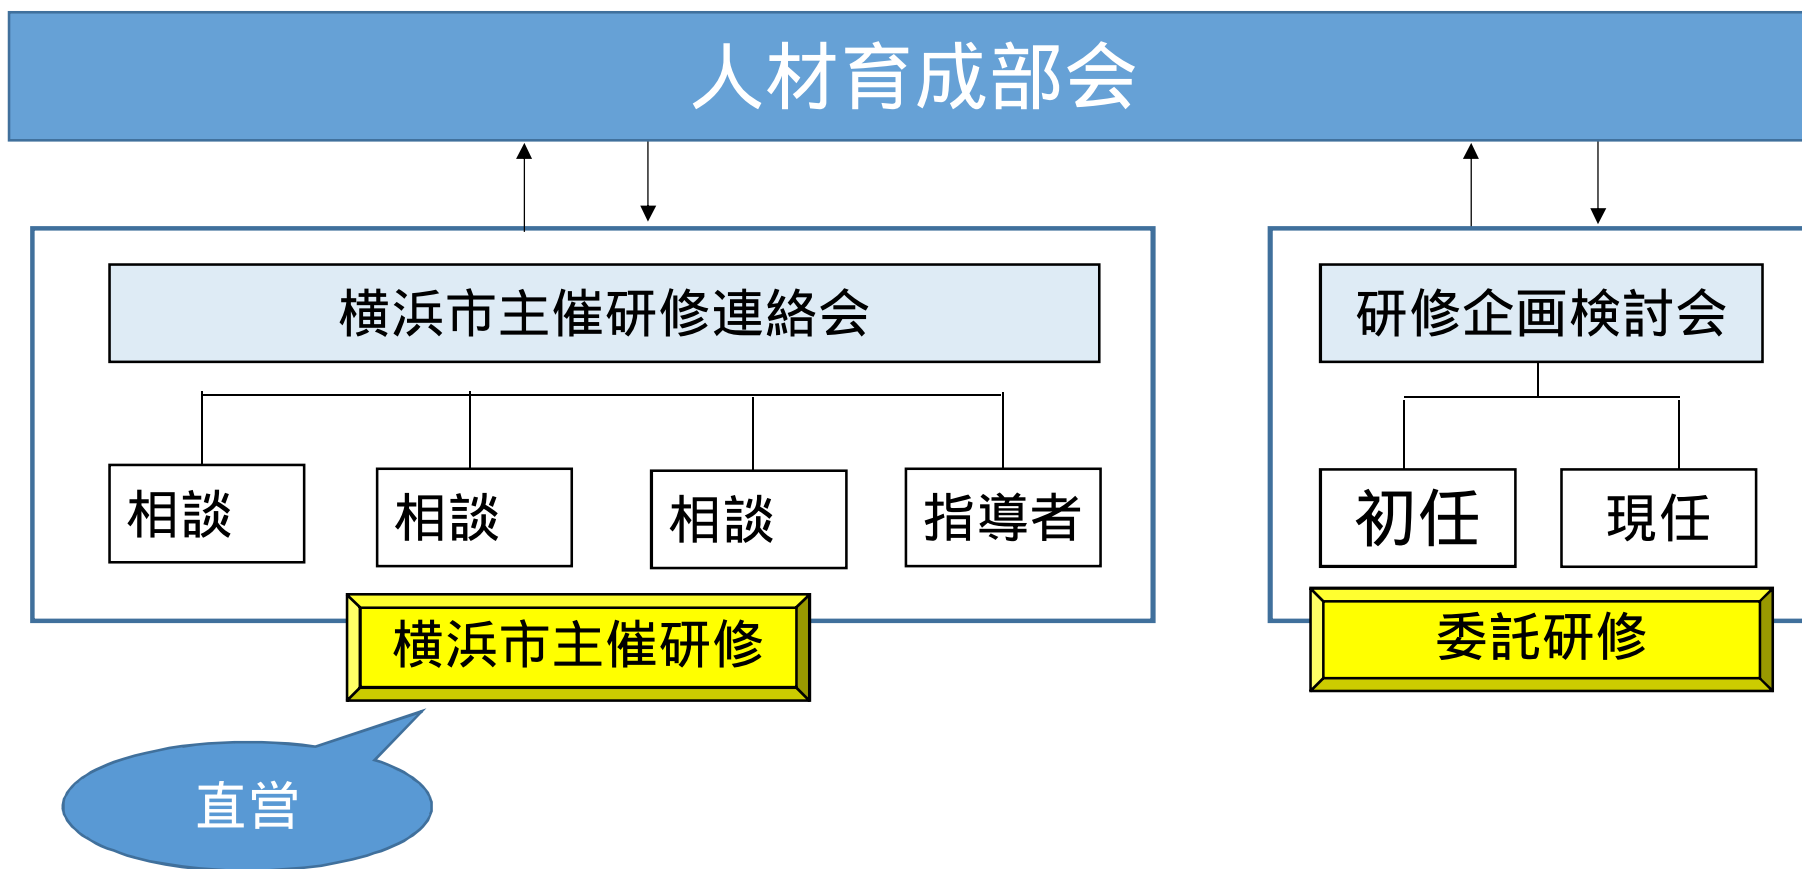 人材育成部会
横浜市主催研修連絡会
研修企画検討会
相談
相談
相談
指導者
初任
現任
横浜市主催研修
委託研修
直営